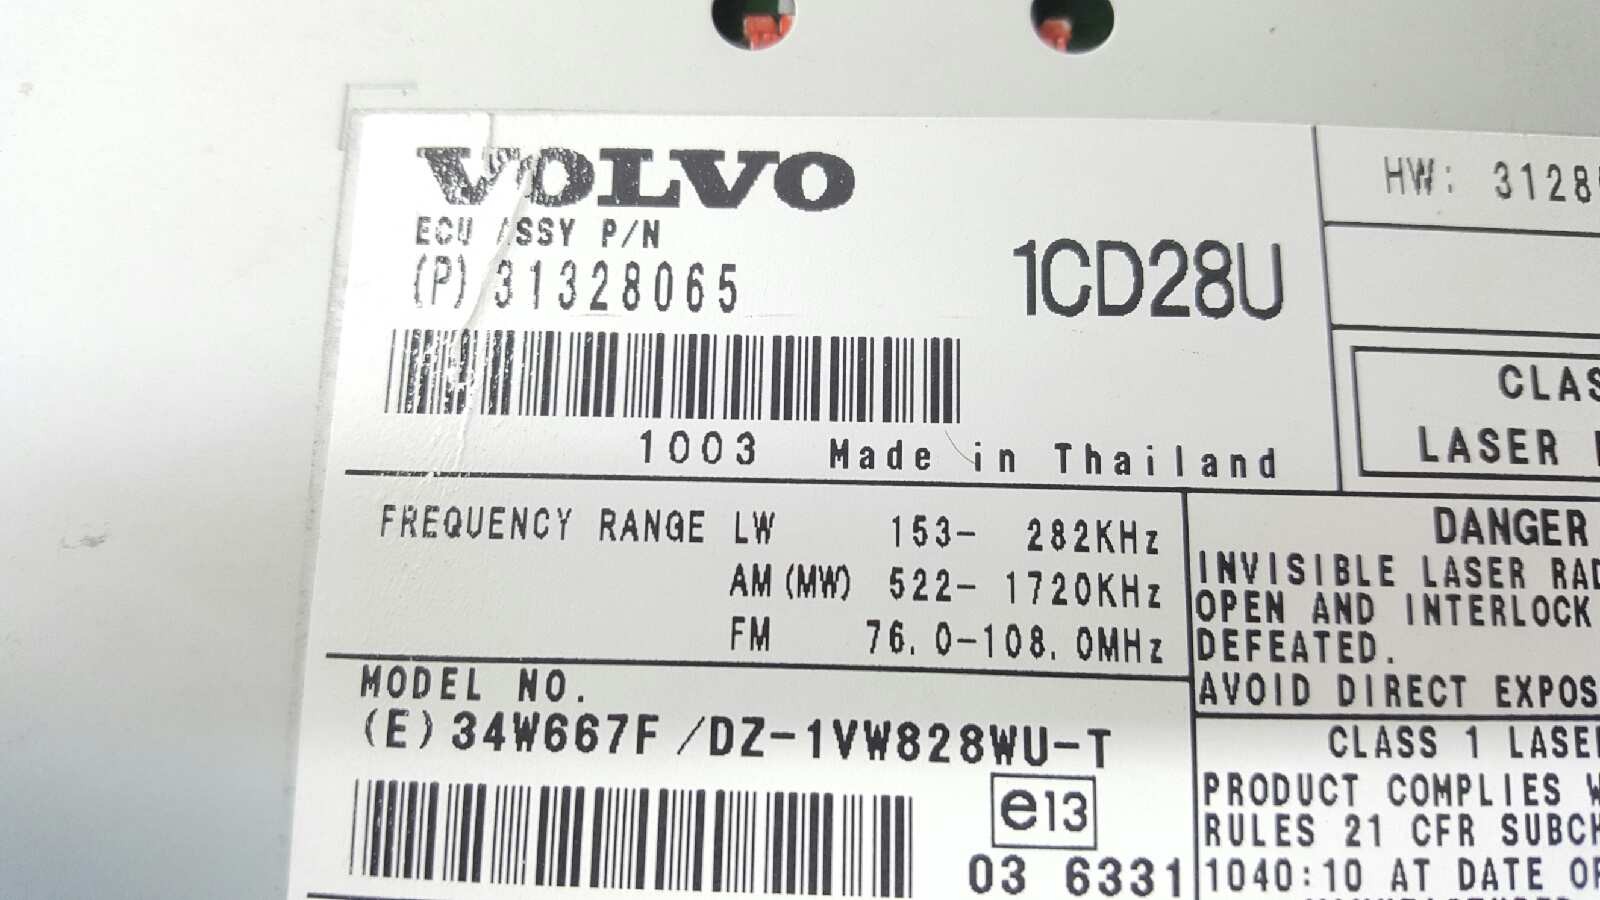 VOLVO
ECU ASSY P/N
(P) 31328065
1CD28U
1003 Made in Thailand
HW: 3128
CLAS
LASER
FREQUENCY RANGE LW 153- 282KHz
AM (MW) 522- 1720KHz
FM 76.0-108.0MHz
DANGER
INVISIBLE LASER RAD
OPEN AND INTERLOCK
DEFEATED.
AVOID DIRECT EXPOS
MODEL NO.
(E) 34W667F /DZ-1VW828WU-T
e13
03 6331
CLASS 1 LASE
PRODUCT COMPLIES W
RULES 21 CFR SUBCH
1040:10 AT DATE OF